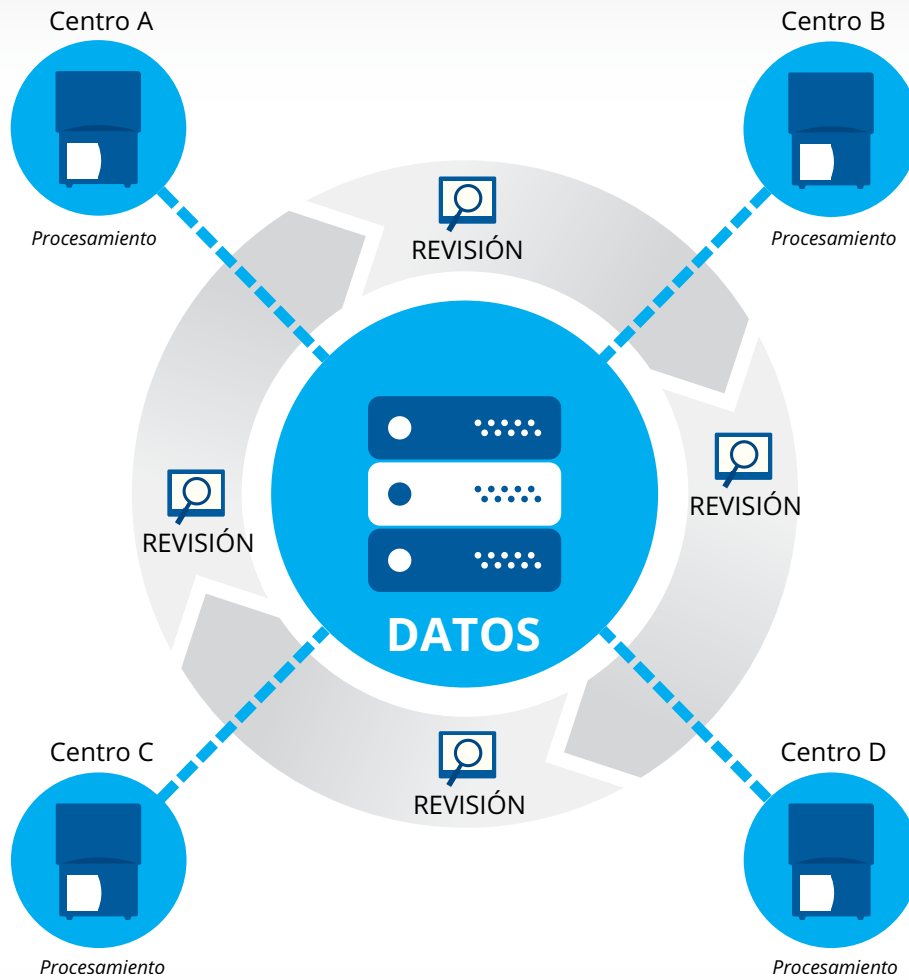 Centro A
Centro B
Procesamiento
Procesamiento
REVISIÓN
REVISIÓN
REVISIÓN
DATOS
Centro C
Centro D
REVISIÓN
Procesamiento
Procesamiento